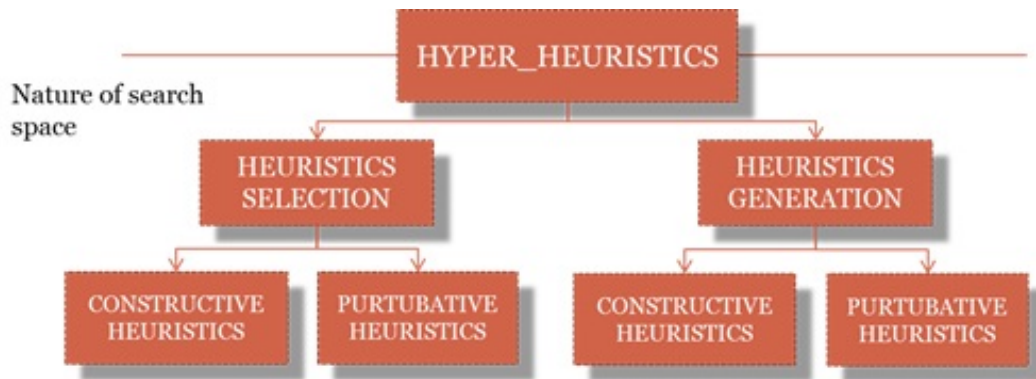 HYPER_HEURISTICS
Nature of search
space
HEURISTICS
SELECTION
HEURISTICS
GENERATION
CONSTRUCTIVE
HEURISTICS
PURTUBATIVE
HEURISTICS
CONSTRUCTIVE
HEURISTICS
PURTUBATIVE
HEURISTICS